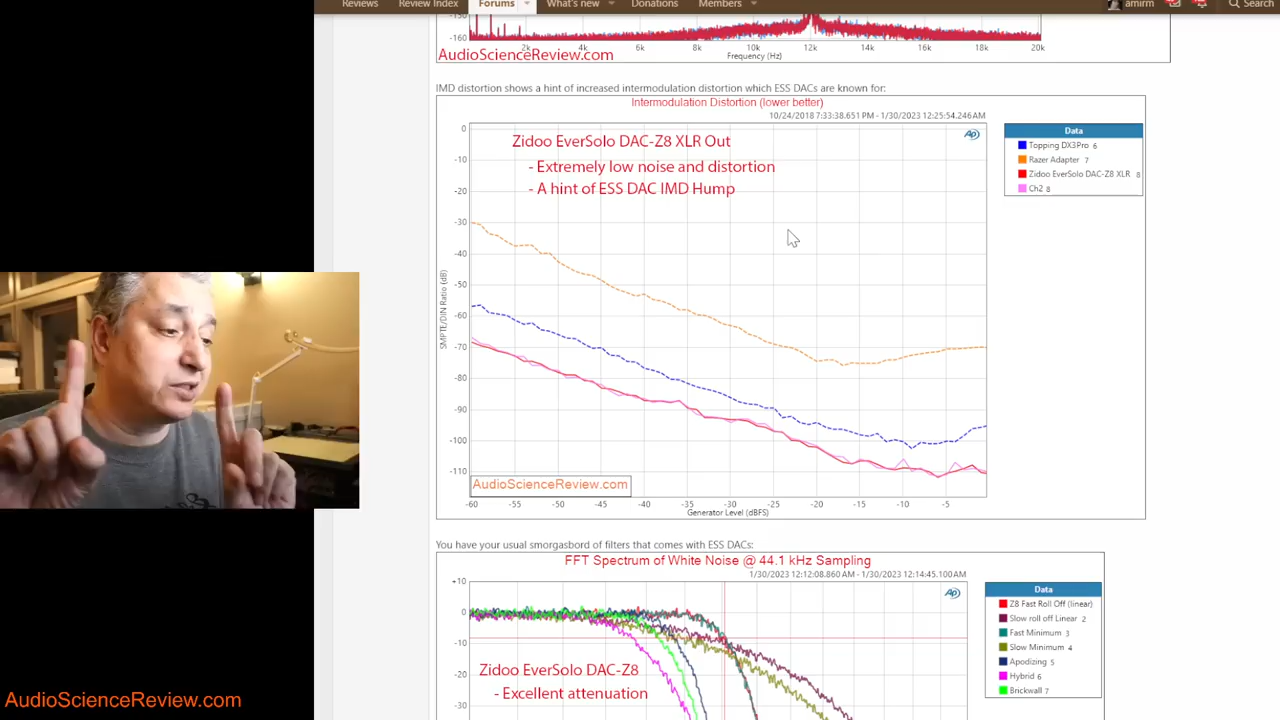 Reviews Review Index Forums What's new Donations Members amirm Search
-150
-160
2k 4k 6k 8k 10k 12k 14k 16k 18k 20k
AudioScienceReview.com
Frequency (Hz)
IMD distortion shows a hint of increased intermodulation distortion which ESS DACs are known for:
Intermodulation Distortion (lower better)
10/24/2018 7:33:38.651 PM - 1/30/2023 12:25:54.246AM
Zidoo EverSolo DAC-Z8 XLR Out
- Extremely low noise and distortion
- A hint of ESS DAC IMD Hump
AP
Data
Topping DX3Pro 6
Razer Adapter 7
Zidoo EverSolo DAC-Z8 XLR 8
Ch2 8
0
-10
-20
-30
-40
-50
-60
-70
-80
-90
-100
-110
SMPTE/DIN Ratio (dB)
AudioScienceReview.com
-60 -55 -50 -45 -40 -35 -30 -25 -20 -15 -10 -5
Generator Level (dBFS)
You have your usual smorgasbord of filters that comes with ESS DACs:
FFT Spectrum of White Noise @ 44.1 kHz Sampling
1/30/2023 12:12:08.860 AM - 1/30/2023 12:14:45.100AM
AP
+10
0
-10
-20
-30
Zidoo EverSolo DAC-Z8
- Excellent attenuation
Data
Z8 Fast Roll Off (linear)
Slow roll off Linear 2
Fast Minimum 3
Slow Minimum 4
Apodizing 5
Hybrid 6
Brickwall 7
AudioScienceReview.com